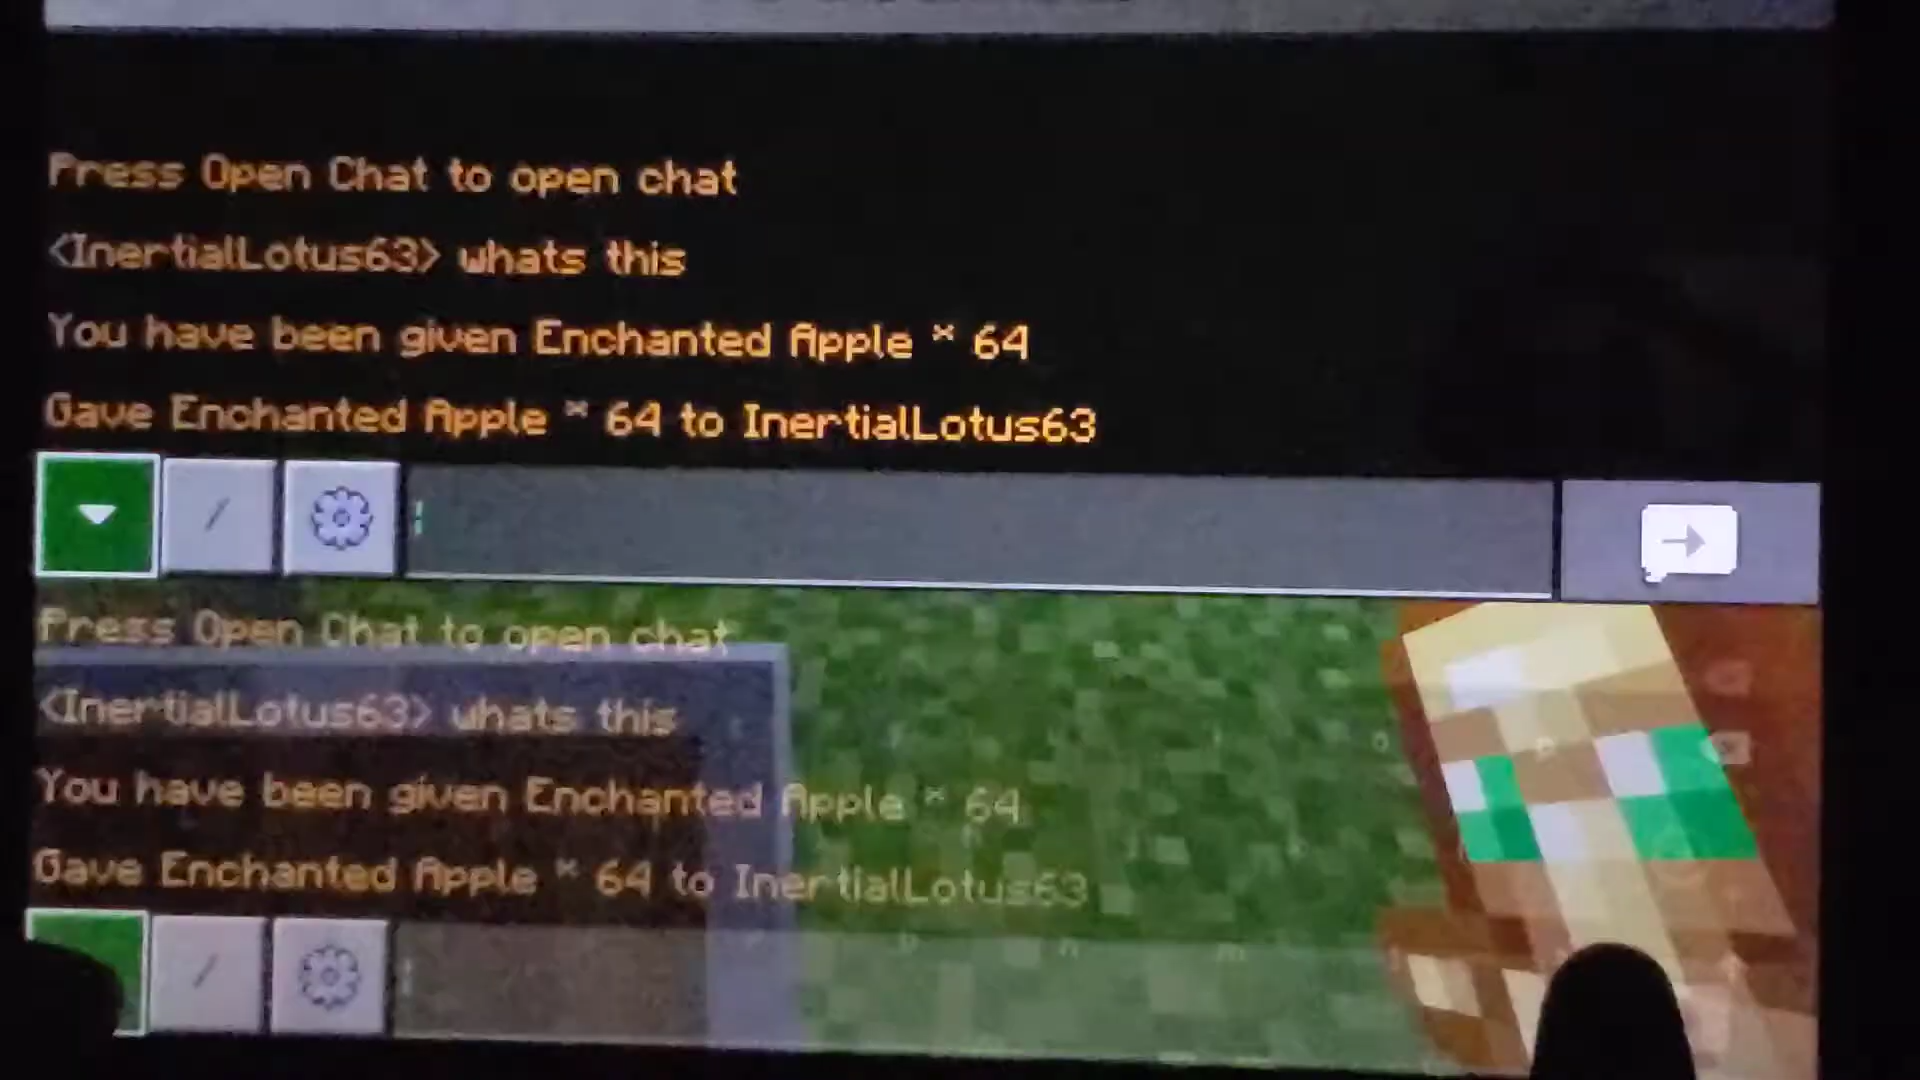 Press Open Chat to open chat
<InertialLotus63> whats this
You have been given Enchanted Apple * 64
Gave Enchanted Apple * 64 to InertialLotus63
/
Press Open Chat to open chat
<InertialLotus63> whats this
You have been given Enchanted Apple * 64
Gave Enchanted Apple * 64 to InertialLotus63
/